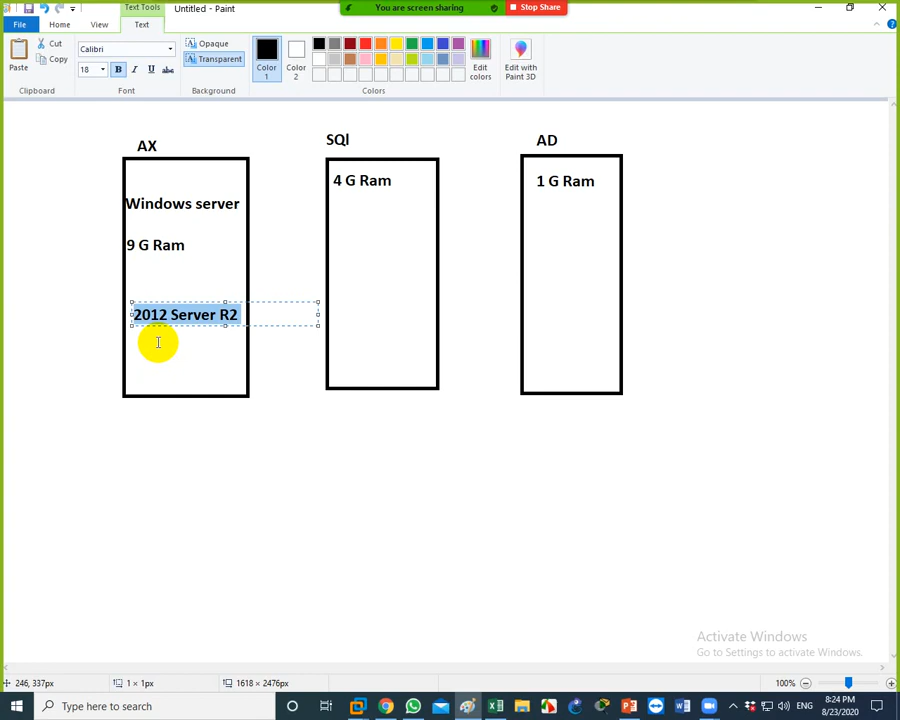 Text Tools
Untitled - Paint
You are screen sharing
Stop Share
File
Home
View
Text
Paste
Cut
Copy
Calibri
18
B
I
U
abc
Opaque
Transparent
Color
1
Color
2
Edit
colors
Edit with
Paint 3D
Clipboard
Font
Background
Colors
AX
SQl
AD
Windows server
9 G Ram
2012 Server R2
4 G Ram
1 G Ram
Activate Windows
Go to Settings to activate Windows.
246, 337px
1 × 1px
1618 × 2476px
100%
Type here to search
ENG
8:24 PM
8/23/2020